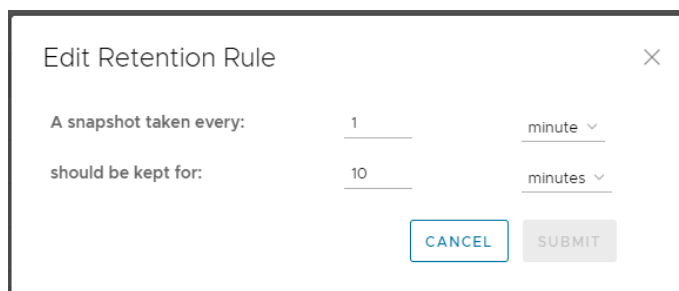 Edit Retention Rule
A snapshot taken every: 1 minute
should be kept for: 10 minutes
CANCEL SUBMIT